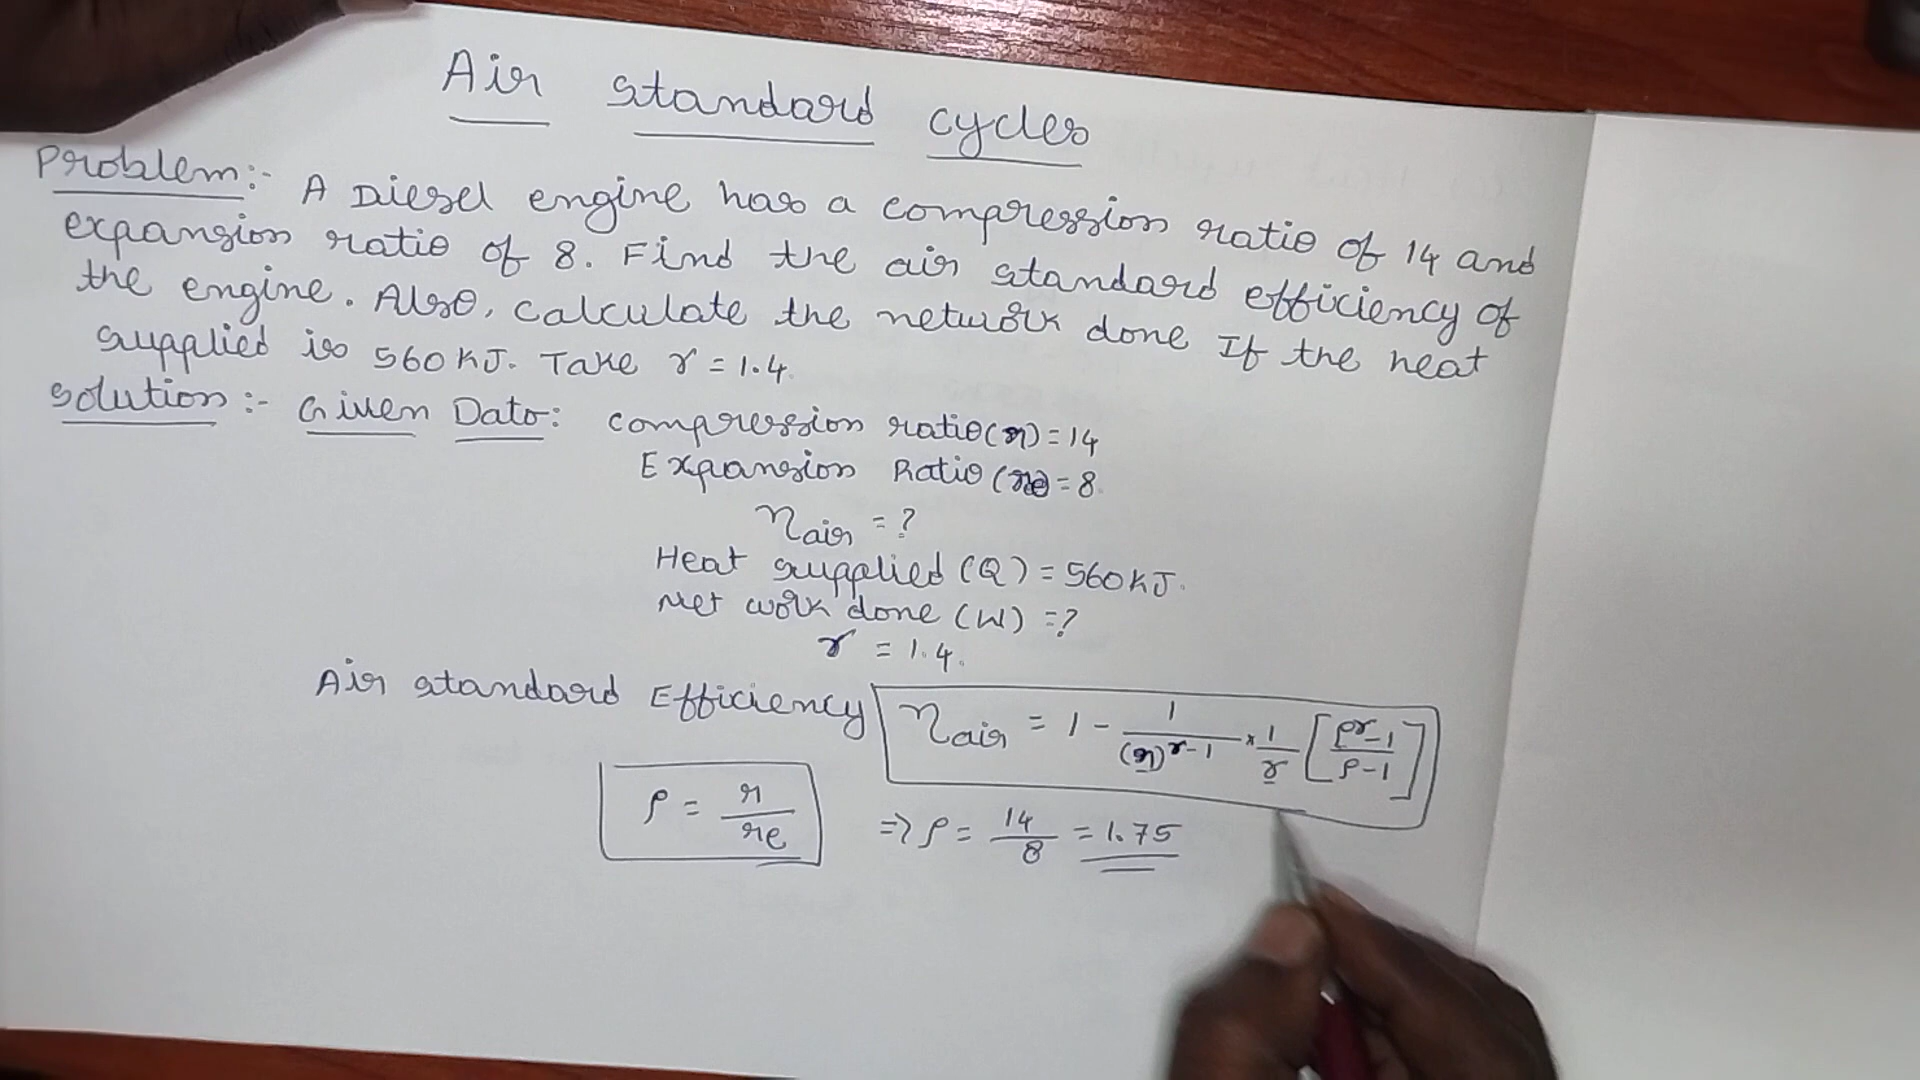 Air standard cycles
Problem:- A Diesel engine has a compression ratio of 14 and
expansion ratio of 8. Find the air standard efficiency of
the engine. Also, calculate the network done If the heat
supplied is 560 KJ. Take γ = 1.4.
Solution:- Given Data: compression ratio (r) = 14
Expansion Ratio (re) = 8.
ηair = ?
Heat supplied (Q) = 560 KJ.
Net work done (W) = ?
γ = 1.4.
Air standard Efficiency ηair = 1 - 1/(r)^γ-1 × 1/γ [ρ^γ-1/ρ-1]
ρ = r/re ⇒ ρ = 14/8 = 1.75